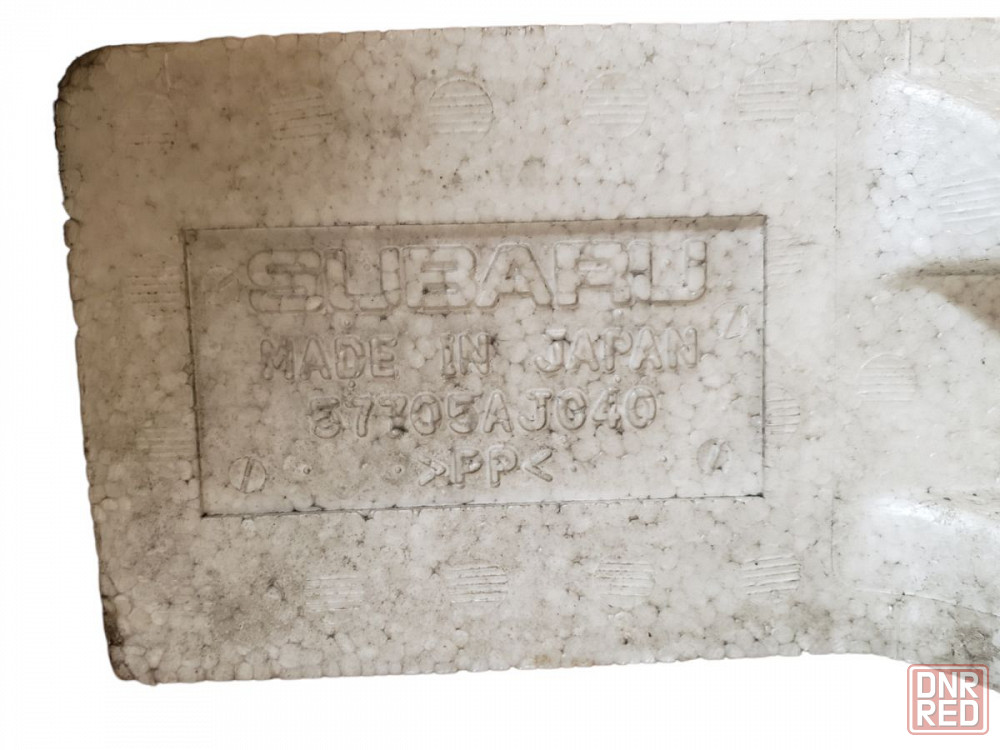 SUBARU
MADE IN JAPAN
57705AJ040
>PP<
DNR
RED